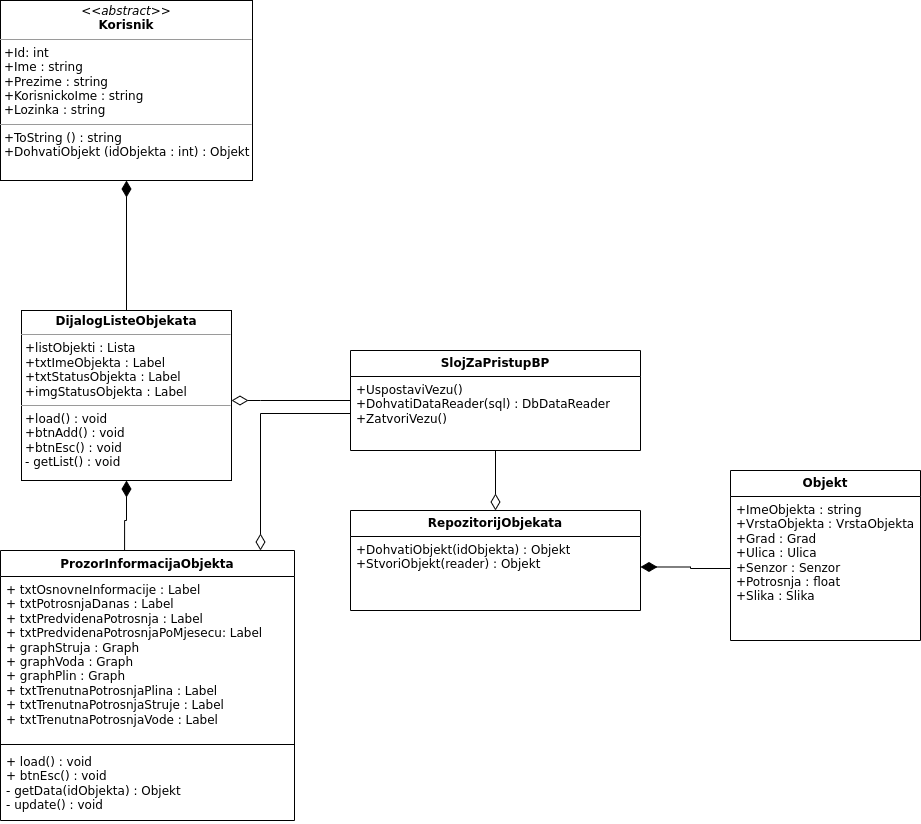 <<abstract>>
Korisnik
+Id: int
+Ime : string
+Prezime : string
+KorisnickoIme : string
+Lozinka : string
+ToString () : string
+DohvatiObjekt (idObjekta : int) : Objekt
DijalogListeObjekata
+listObjekti : Lista
+txtImeObjekta : Label
+txtStatusObjekta : Label
+imgStatusObjekta : Label
+load() : void
+btnAdd() : void
+btnEsc() : void
- getList() : void
SlojZaPristupBP
+UspostaviVezu()
+DohvatiDataReader(sql) : DbDataReader
+ZatvoriVezu()
RepozitorijObjekata
+DohvatiObjekt(idObjekta) : Objekt
+StvoriObjekt(reader) : Objekt
Objekt
+ImeObjekta : string
+VrstaObjekta : VrstaObjekta
+Grad : Grad
+Ulica : Ulica
+Senzor : Senzor
+Potrosnja : float
+Slika : Slika
ProzorInformacijaObjekta
+ txtOsnovneInformacije : Label
+ txtPotrosnjaDanas : Label
+ txtPredvidenaPotrosnja : Label
+ txtPredvidenaPotrosnjaPoMjesecu: Label
+ graphStruja : Graph
+ graphVoda : Graph
+ graphPlin : Graph
+ txtTrenutnaPotrosnjaPlina : Label
+ txtTrenutnaPotrosnjaStruje : Label
+ txtTrenutnaPotrosnjaVode : Label
+ load() : void
+ btnEsc() : void
- getData(idObjekta) : Objekt
- update() : void